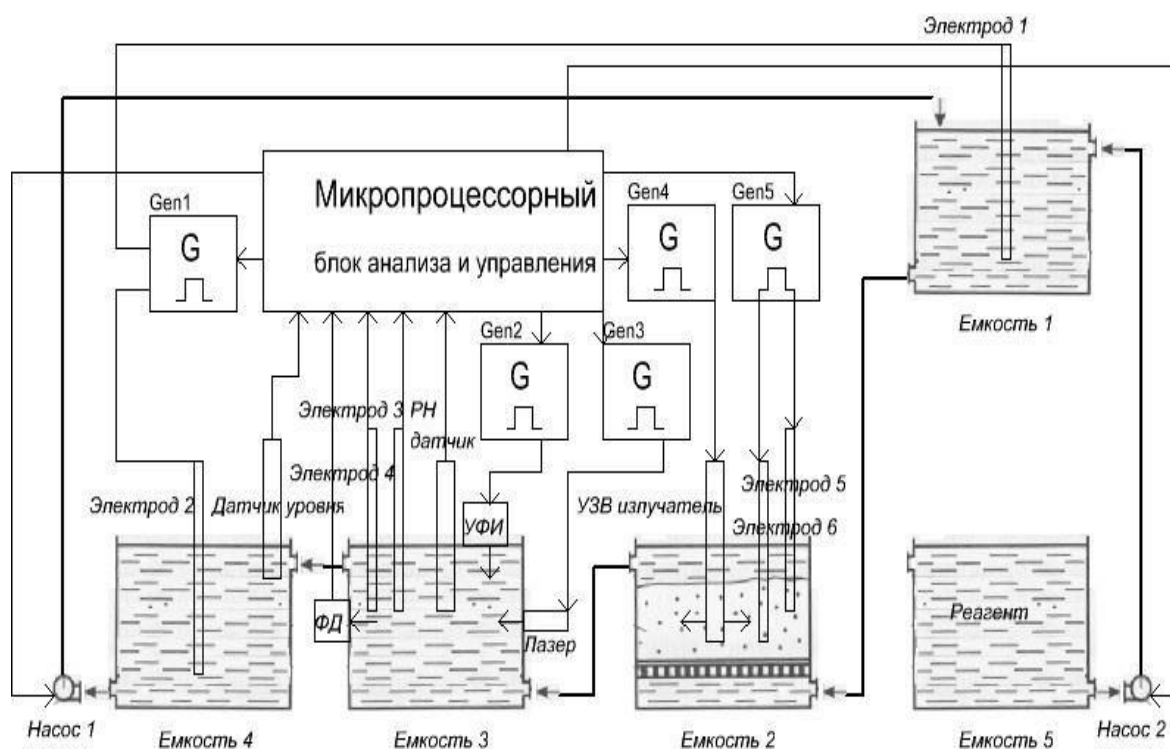 Электрод 1
Микропроцессорный
блок анализа и управления
Gen1
G
Gen4
G
Gen5
G
Емкость 1
Gen2
G
Gen3
G
Электрод 3
PH
датчик
Электрод 4
Электрод 2
Датчик уровня
УФИ
УЗВ излучатель
Электрод 5
Электрод 6
ФД
Лазер
Реагент
Насос 1
Емкость 4
Емкость 3
Емкость 2
Емкость 5
Насос 2